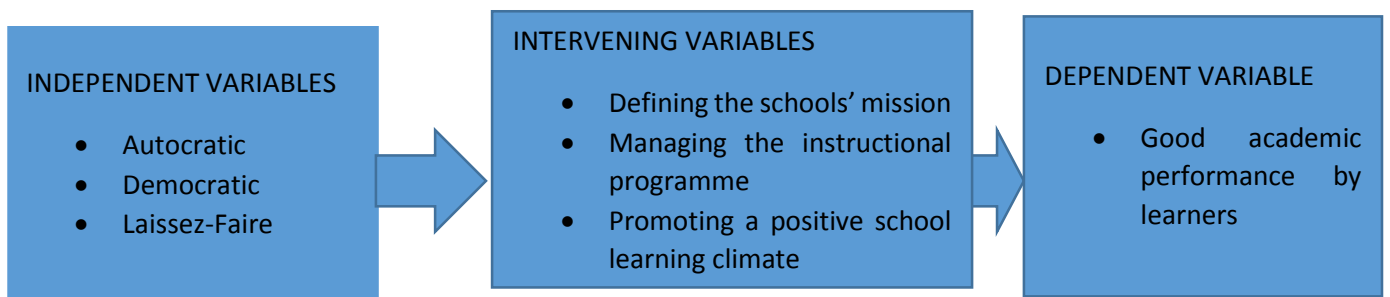 INDEPENDENT VARIABLES
• Autocratic
• Democratic
• Laissez-Faire
INTERVENING VARIABLES
• Defining the schools’ mission
• Managing the instructional
programme
• Promoting a positive school
learning climate
DEPENDENT VARIABLE
• Good academic
performance by
learners